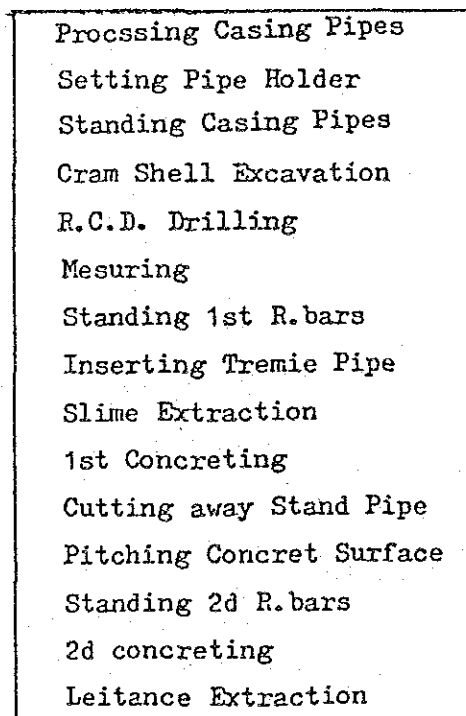 Procssing Casing Pipes
Setting Pipe Holder
Standing Casing Pipes
Cram Shell Excavation
R.C.D. Drilling
Mesuring
Standing 1st R.bars
Inserting Tremie Pipe
Slime Extraction
1st Concreting
Cutting away Stand Pipe
Pitching Concret Surface
Standing 2d R.bars
2d concreting
Leitance Extraction